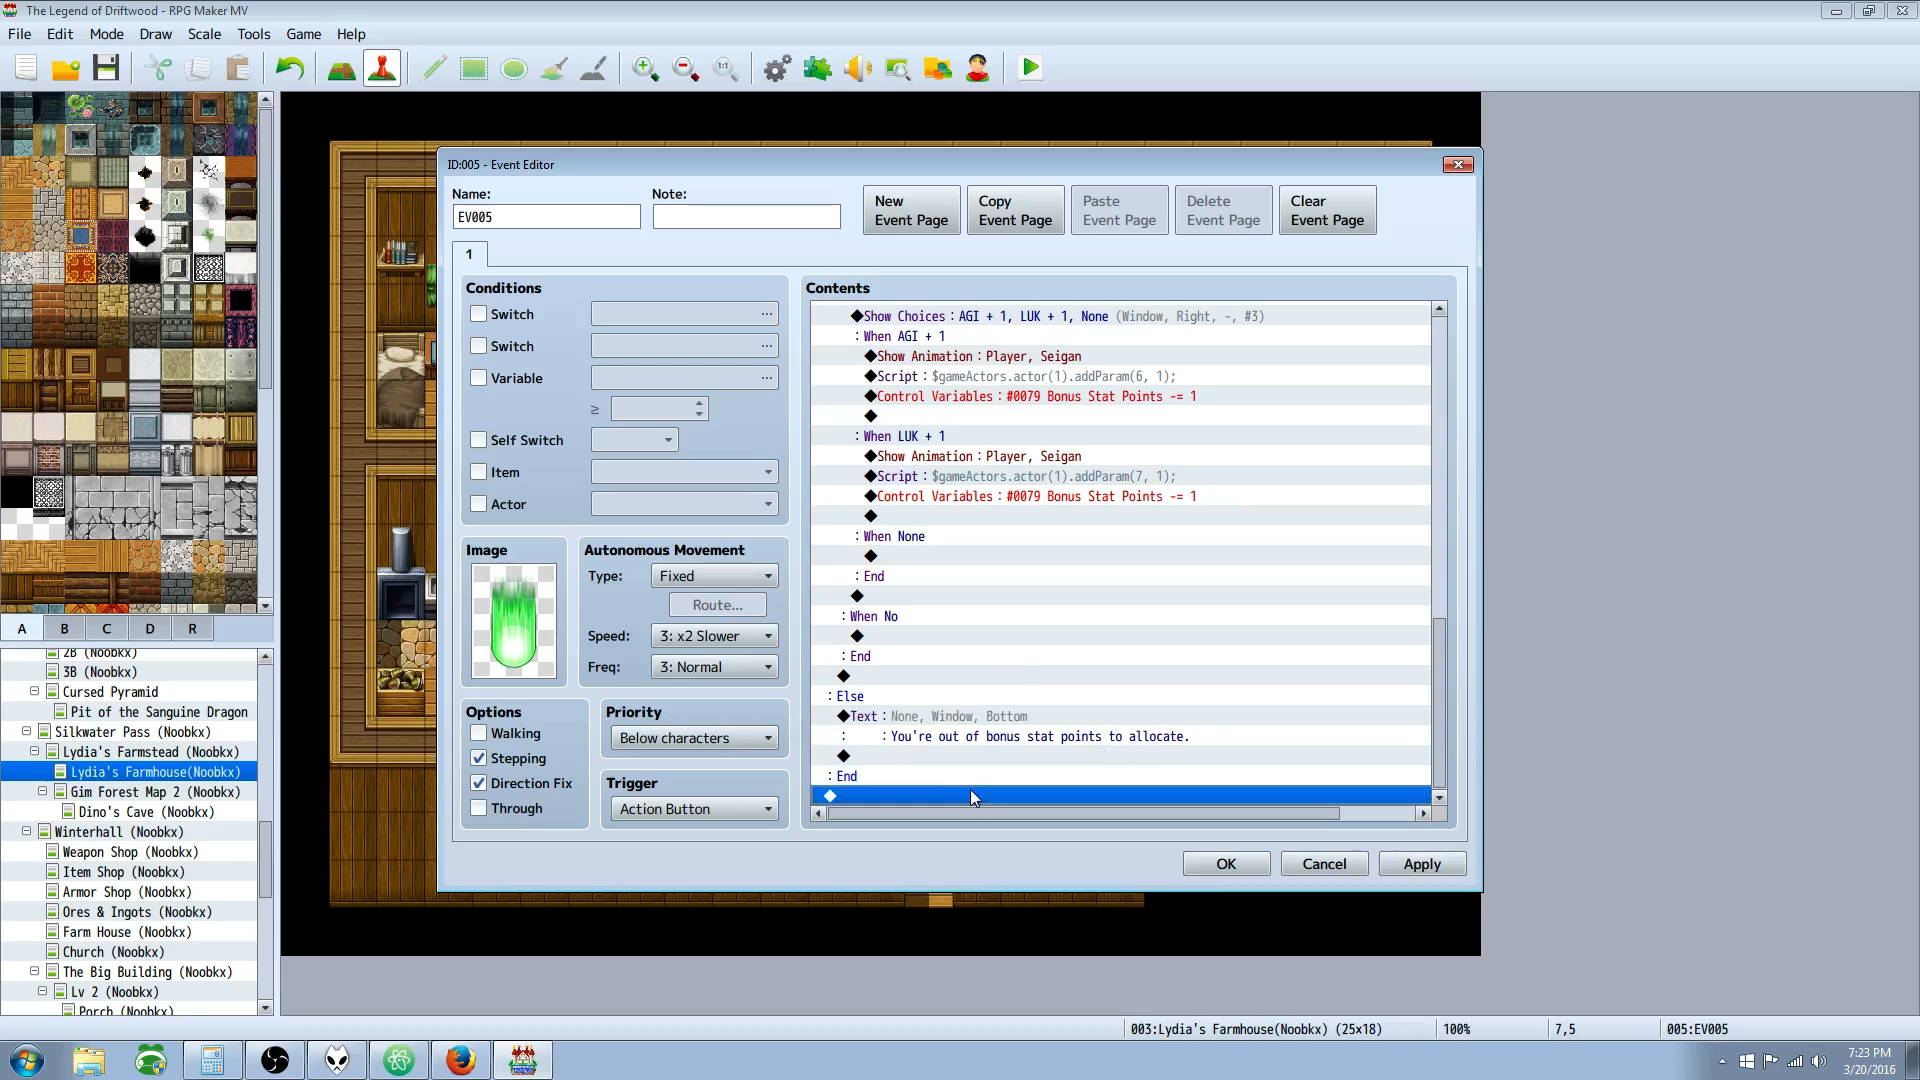 The Legend of Driftwood - RPG Maker MV
File Edit Mode Draw Scale Tools Game Help
1:1
ID:005 - Event Editor
Name:
EV005
Note:
New Event Page
Copy Event Page
Paste Event Page
Delete Event Page
Clear Event Page
1
Conditions
Switch ...
Switch ...
Variable ...
≥
Self Switch
Item
Actor
Image
Autonomous Movement
Type: Fixed
Route...
Speed: 3: x2 Slower
Freq: 3: Normal
Options
Walking
Stepping
Direction Fix
Through
Priority
Below characters
Trigger
Action Button
Contents
◆Show Choices：AGI + 1, LUK + 1, None (Window, Right, -, #3)
：When AGI + 1
◆Show Animation：Player, Seigan
◆Script：$gameActors.actor(1).addParam(6, 1);
◆Control Variables：#0079 Bonus Stat Points -= 1
◆
：When LUK + 1
◆Show Animation：Player, Seigan
◆Script：$gameActors.actor(1).addParam(7, 1);
◆Control Variables：#0079 Bonus Stat Points -= 1
◆
：When None
◆
：End
◆
：When No
◆
：End
◆
：Else
◆Text：None, Window, Bottom
：　　：You're out of bonus stat points to allocate.
◆
：End
◆
OK Cancel Apply
A B C D R
2B (Noobkx)
3B (Noobkx)
Cursed Pyramid
Pit of the Sanguine Dragon
Silkwater Pass (Noobkx)
Lydia's Farmstead (Noobkx)
Lydia's Farmhouse(Noobkx)
Gim Forest Map 2 (Noobkx)
Dino's Cave (Noobkx)
Winterhall (Noobkx)
Weapon Shop (Noobkx)
Item Shop (Noobkx)
Armor Shop (Noobkx)
Ores & Ingots (Noobkx)
Farm House (Noobkx)
Church (Noobkx)
The Big Building (Noobkx)
Lv 2 (Noobkx)
Porch (Noobkx)
003:Lydia's Farmhouse(Noobkx) (25x18) 100% 7,5 005:EV005
7:23 PM
3/20/2016